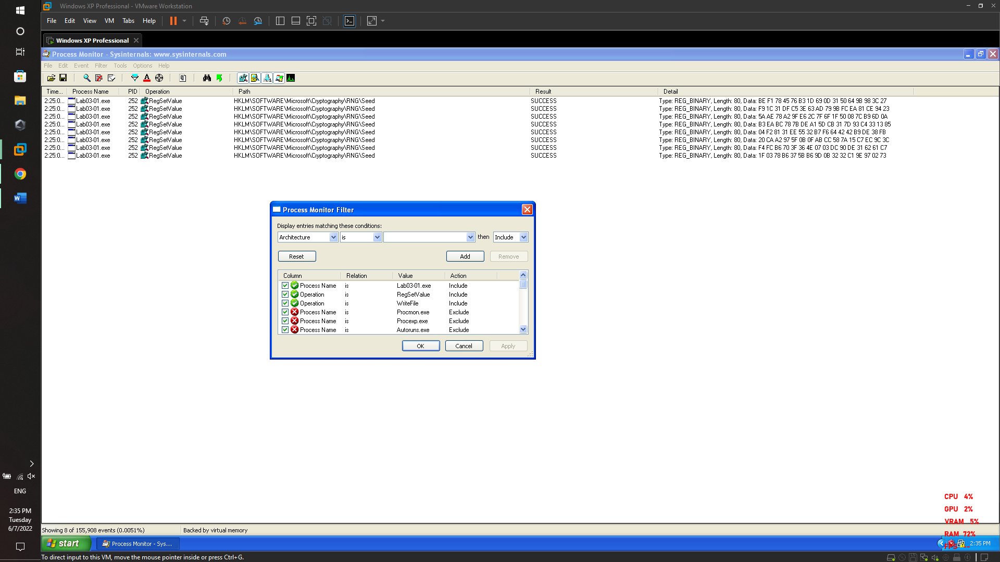 Windows XP Professional - VMware Workstation
File Edit View VM Tabs Help
Windows XP Professional
Process Monitor - Sysinternals: www.sysinternals.com
File Edit Event Filter Tools Options Help
Time... Process Name PID Operation Path Result Detail
2:25:0... Lab03-01.exe 252 RegSetValue HKLM\SOFTWARE\Microsoft\Cryptography\RNG\Seed SUCCESS Type: REG_BINARY, Length: 80, Data: BE F1 78 45 76 B3 1D 69 0D 31 50 64 9B 98 3C 27
2:25:0... Lab03-01.exe 252 RegSetValue HKLM\SOFTWARE\Microsoft\Cryptography\RNG\Seed SUCCESS Type: REG_BINARY, Length: 80, Data: F9 1C 31 DF C5 3E 63 AD 79 9B FC EA 81 CE 94 23
2:25:0... Lab03-01.exe 252 RegSetValue HKLM\SOFTWARE\Microsoft\Cryptography\RNG\Seed SUCCESS Type: REG_BINARY, Length: 80, Data: 5A AE 78 A2 9F E6 2C 7F 6F 1F 50 08 7C B9 6D 0A
2:25:0... Lab03-01.exe 252 RegSetValue HKLM\SOFTWARE\Microsoft\Cryptography\RNG\Seed SUCCESS Type: REG_BINARY, Length: 80, Data: B3 EA BC 78 7B DE A1 5D CB 31 7D 93 C4 33 13 85
2:25:0... Lab03-01.exe 252 RegSetValue HKLM\SOFTWARE\Microsoft\Cryptography\RNG\Seed SUCCESS Type: REG_BINARY, Length: 80, Data: 04 F2 81 31 EE 55 32 B7 F6 64 42 42 B9 DE 38 FB
2:25:0... Lab03-01.exe 252 RegSetValue HKLM\SOFTWARE\Microsoft\Cryptography\RNG\Seed SUCCESS Type: REG_BINARY, Length: 80, Data: 20 CA A2 97 5F 0B 0F AB CC 58 7A 15 C7 EC 9C 3C
2:25:0... Lab03-01.exe 252 RegSetValue HKLM\SOFTWARE\Microsoft\Cryptography\RNG\Seed SUCCESS Type: REG_BINARY, Length: 80, Data: F4 FC B6 70 3F 36 4E 07 03 DC 90 DE 31 62 61 C7
2:25:0... Lab03-01.exe 252 RegSetValue HKLM\SOFTWARE\Microsoft\Cryptography\RNG\Seed SUCCESS Type: REG_BINARY, Length: 80, Data: 1F 03 78 B6 37 5B B6 9D 0B 32 32 C1 9E 97 02 73
Process Monitor Filter
Display entries matching these conditions:
Architecture is then Include
Reset Add Remove
Column Relation Value Action
Process Name is Lab03-01.exe Include
Operation is RegSetValue Include
Operation is WriteFile Include
Process Name is Procmon.exe Exclude
Process Name is Procexp.exe Exclude
Process Name is Autoruns.exe Exclude
OK Cancel Apply
ENG
2:35 PM
Tuesday
6/7/2022
CPU 4%
GPU 2%
VRAM 5%
RAM 72%
FPS
Showing 8 of 155,908 events (0.0051%) Backed by virtual memory
start Process Monitor - Sys... 2:35 PM
To direct input to this VM, move the mouse pointer inside or press Ctrl+G.